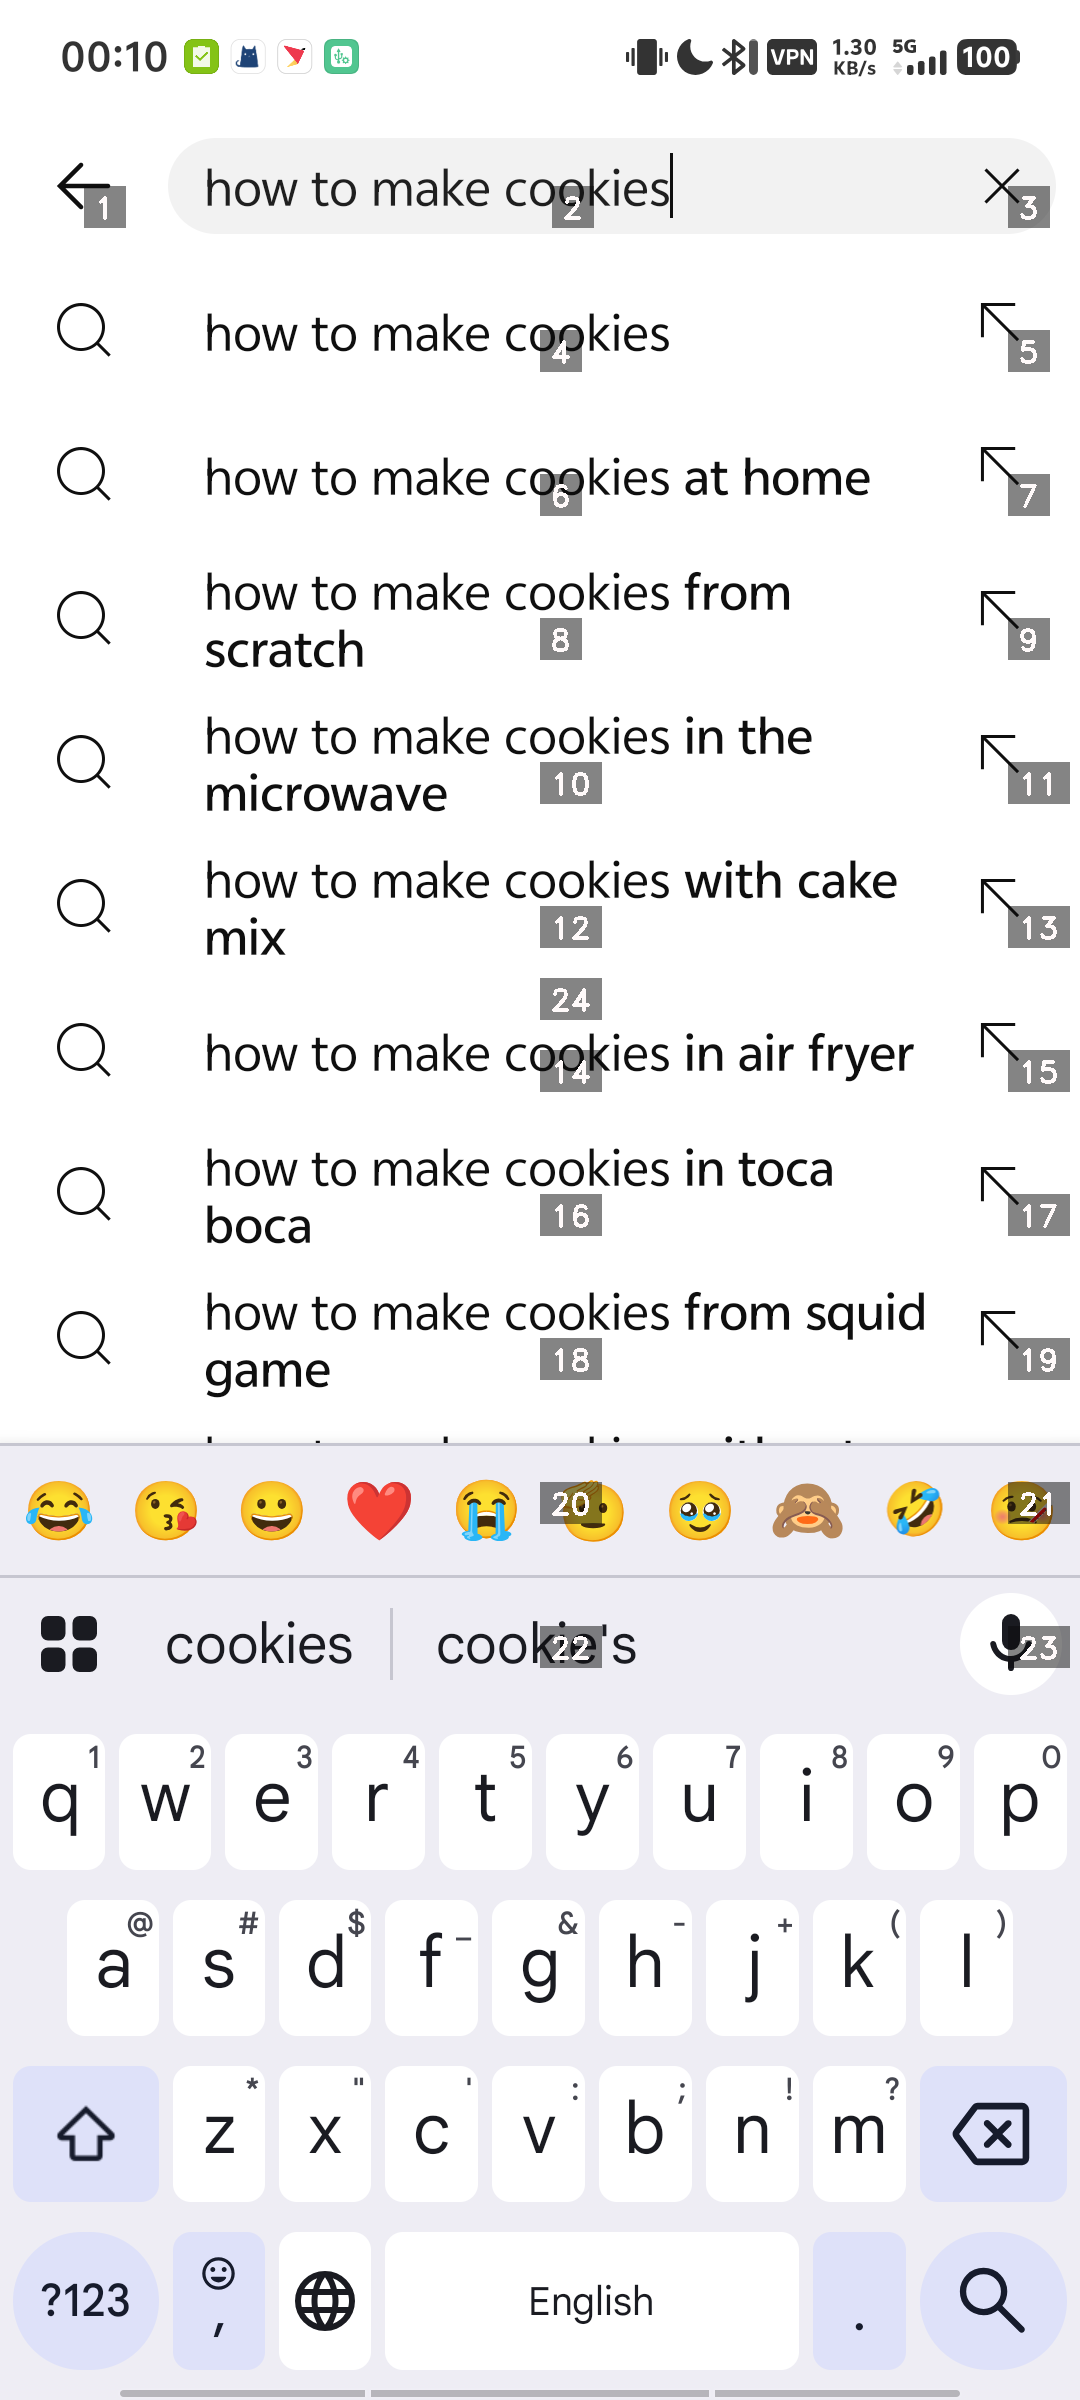 00:10 VPN 1.30 KB/s 5G 100
1
how to make cookies
2
3
how to make cookies
4
5
how to make cookies at home
6
7
how to make cookies from
scratch
8
9
how to make cookies in the
microwave
10
11
how to make cookies with cake
mix
12
13
24
how to make cookies in air fryer
14
15
how to make cookies in toca
boca
16
17
how to make cookies from squid
game
18
19
20
21
cookies cookie's
22
23
1 2 3 4 5 6 7 8 9 0
q w e r t y u i o p
@ # $ _ & - + ( )
a s d f g h j k l
* " ' : ; ! ?
z x c v b n m
?123 , English .